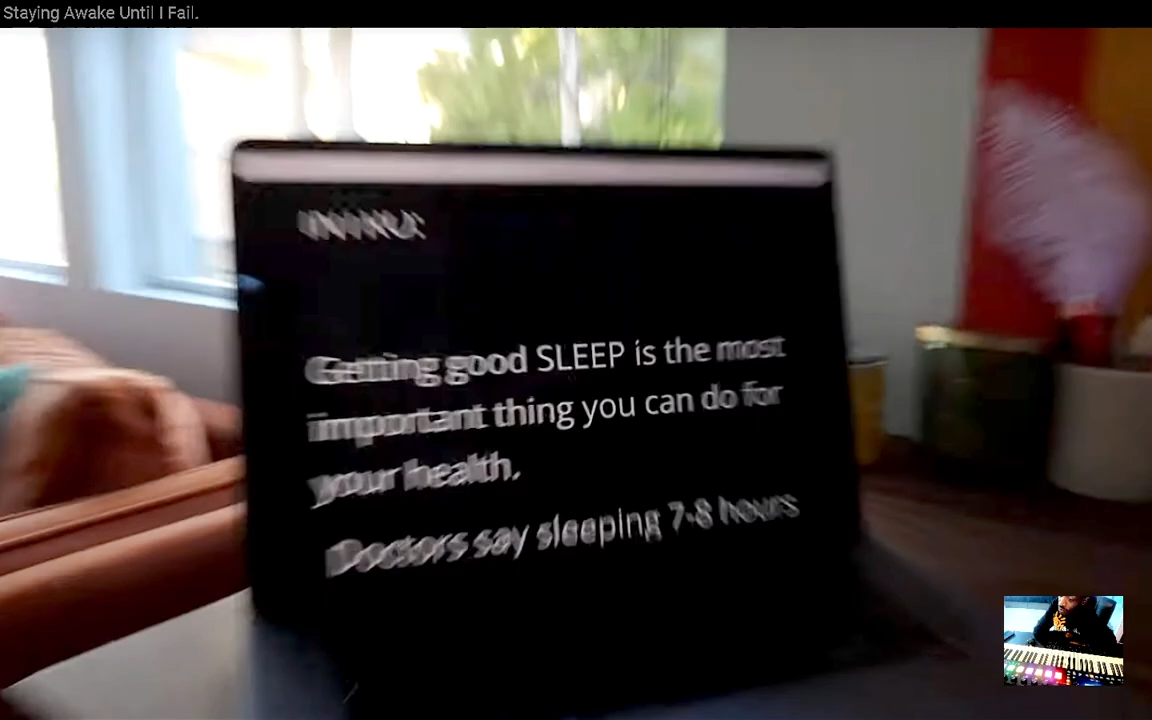 Staying Awake Until I Fail.
Getting good SLEEP is the most
important thing you can do for
your health.
Doctors say sleeping 7-8 hours